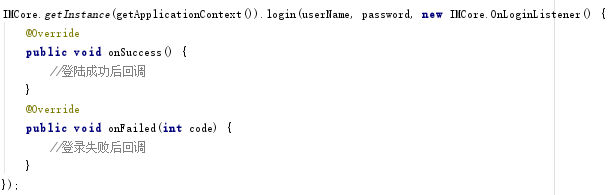 IMCore.getInstance(getApplicationContext()).login(userName, password, new IMCore.OnLoginListener() {
    @Override
    public void onSuccess() {
        //登陆成功后回调
    }
    @Override
    public void onFailed(int code) {
        //登录失败后回调
    }
});